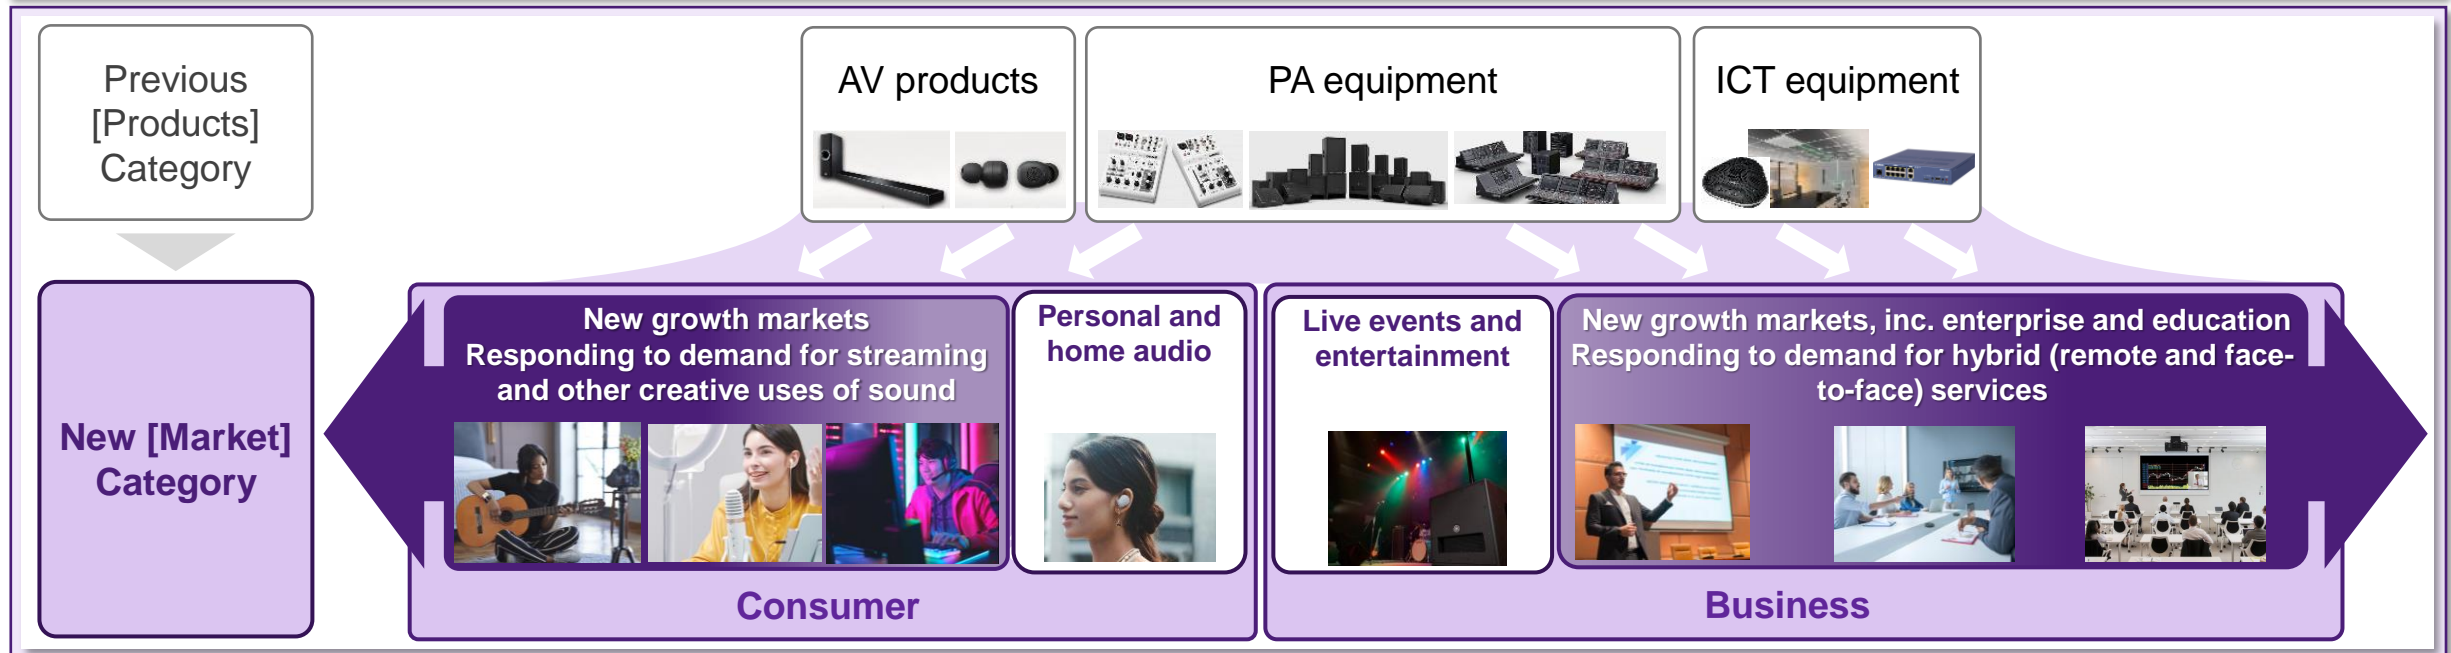 Previous
[Products]
Category
AV products
PA equipment
ICT equipment
New [Market]
Category
New growth markets
Responding to demand for streaming
and other creative uses of sound
Personal and
home audio
Live events and
entertainment
New growth markets, inc. enterprise and education
Responding to demand for hybrid (remote and face-
to-face) services
Consumer
Business